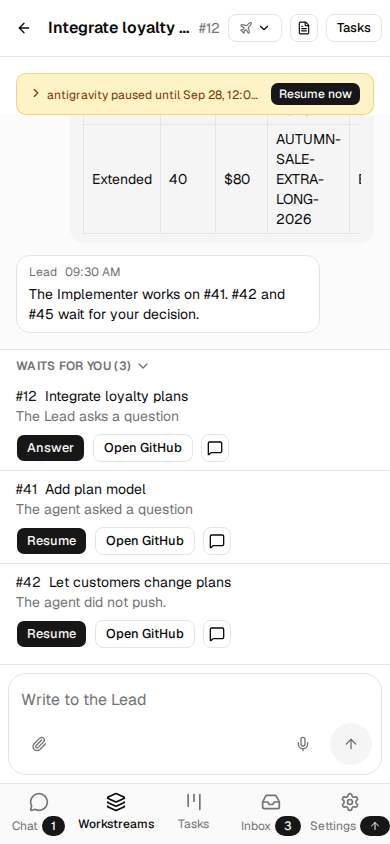 Integrate loyalty ... #12 Tasks
antigravity paused until Sep 28, 12:0... Resume now
Extended 40 $80 AUTUMN-
SALE-
EXTRA-
LONG-
2026
Lead 09:30 AM
The Implementer works on #41. #42 and
#45 wait for your decision.
WAITS FOR YOU (3)
#12 Integrate loyalty plans
The Lead asks a question
Answer Open GitHub
#41 Add plan model
The agent asked a question
Resume Open GitHub
#42 Let customers change plans
The agent did not push.
Resume Open GitHub
Write to the Lead
Chat 1 Workstreams Tasks Inbox 3 Settings